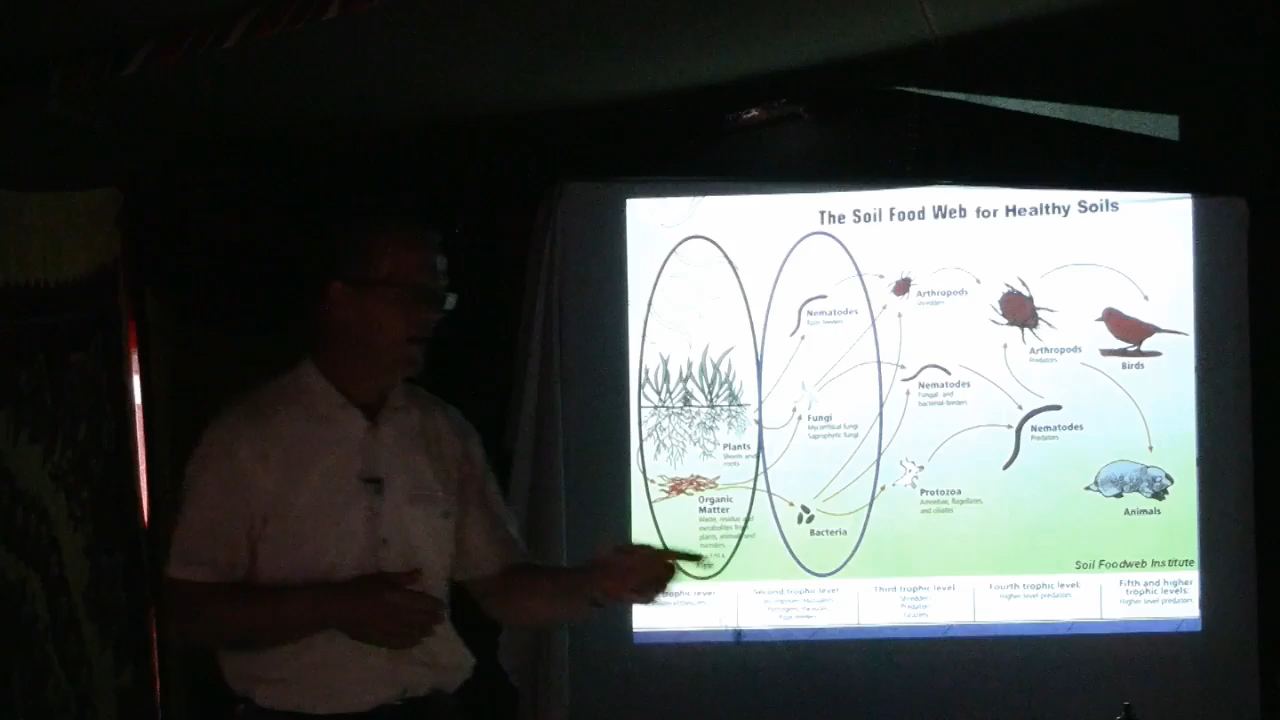 The Soil Food Web for Healthy Soils
Arthropods
Shredders
Nematodes
Root feeders
Arthropods
Predators
Birds
Nematodes
Fungal and
bacterial-feeders
Fungi
Mycorrhizal fungi
Saprophytic fungi
Nematodes
Predators
Plants
Shoots and
roots
Organic
Matter
Waste, residue and
metabolites from
plants, animals and
microbes.
Protozoa
Amoebae, flagellates,
and ciliates
Animals
Bacteria
Soil Foodweb Institute
trophic level:
Second trophic level:
Third trophic level:
Shredders
Predators
Grazers
Fourth trophic level:
Higher level predators
Fifth and higher
trophic levels:
Higher level predators